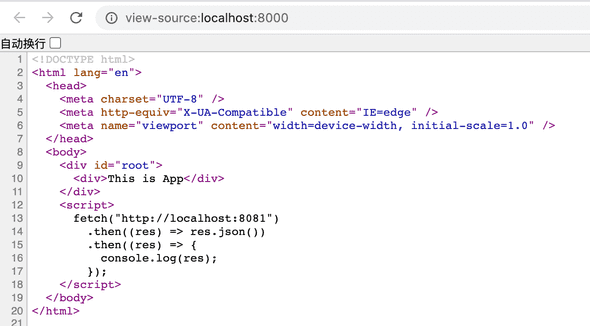 view-source:localhost:8000
自动换行
1 <!DOCTYPE html>
2 <html lang="en">
3   <head>
4     <meta charset="UTF-8" />
5     <meta http-equiv="X-UA-Compatible" content="IE=edge" />
6     <meta name="viewport" content="width=device-width, initial-scale=1.0" />
7   </head>
8   <body>
9     <div id="root">
10       <div>This is App</div>
11     </div>
12     <script>
13       fetch("http://localhost:8081")
14         .then((res) => res.json())
15         .then((res) => {
16           console.log(res);
17         });
18     </script>
19   </body>
20 </html>
21